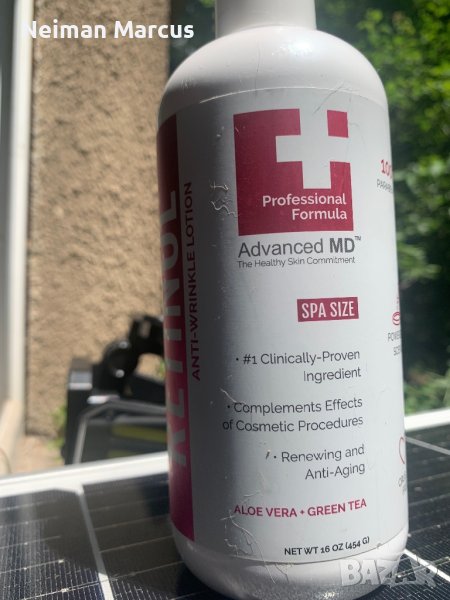 Neiman Marcus
RETINOL
ANTI-WRINKLE LOTION
Professional
Formula
Advanced MD™
The Healthy Skin Commitment
SPA SIZE
• #1 Clinically-Proven
Ingredient
• Complements Effects
of Cosmetic Procedures
• Renewing and
Anti-Aging
ALOE VERA + GREEN TEA
NET WT 16 OZ (454 G)